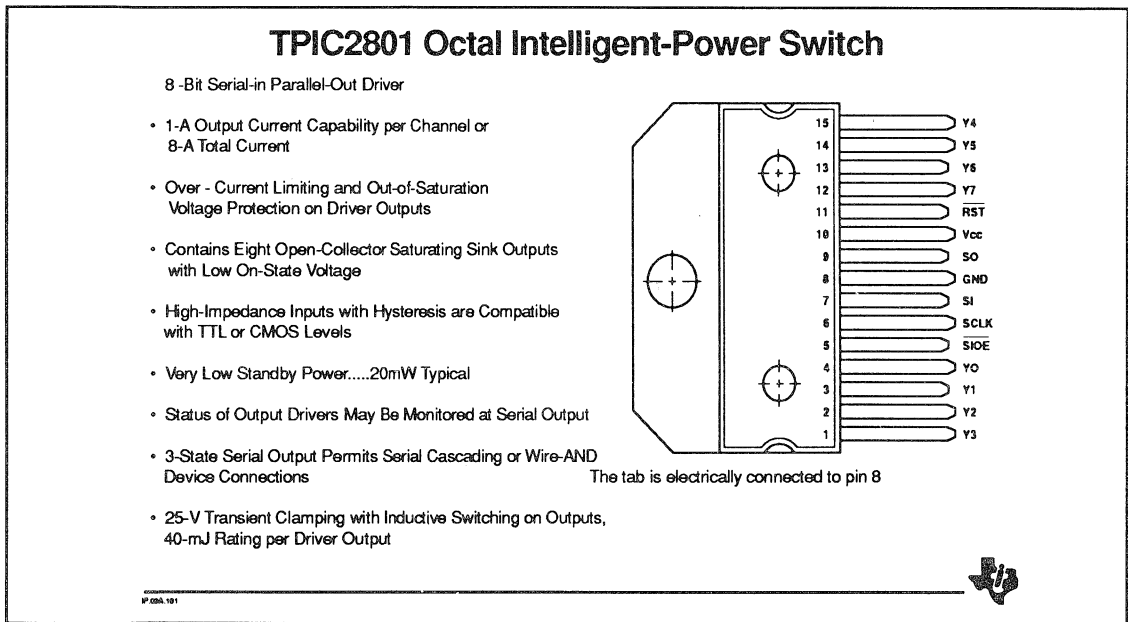 TPIC2801 Octal Intelligent-Power Switch
8 -Bit Serial-in Parallel-Out Driver
• 1-A Output Current Capability per Channel or
8-A Total Current
• Over - Current Limiting and Out-of-Saturation
Voltage Protection on Driver Outputs
• Contains Eight Open-Collector Saturating Sink Outputs
with Low On-State Voltage
• High-Impedance Inputs with Hysteresis are Compatible
with TTL or CMOS Levels
• Very Low Standby Power.....20mW Typical
• Status of Output Drivers May Be Monitored at Serial Output
• 3-State Serial Output Permits Serial Cascading or Wire-AND
Device Connections
• 25-V Transient Clamping with Inductive Switching on Outputs,
40-mJ Rating per Driver Output
15 Y4
14 Y5
13 Y6
12 Y7
11 R̅S̅T̅
10 Vcc
9 SO
8 GND
7 SI
6 SCLK
5 S̅I̅O̅E̅
4 YO
3 Y1
2 Y2
1 Y3
The tab is electrically connected to pin 8